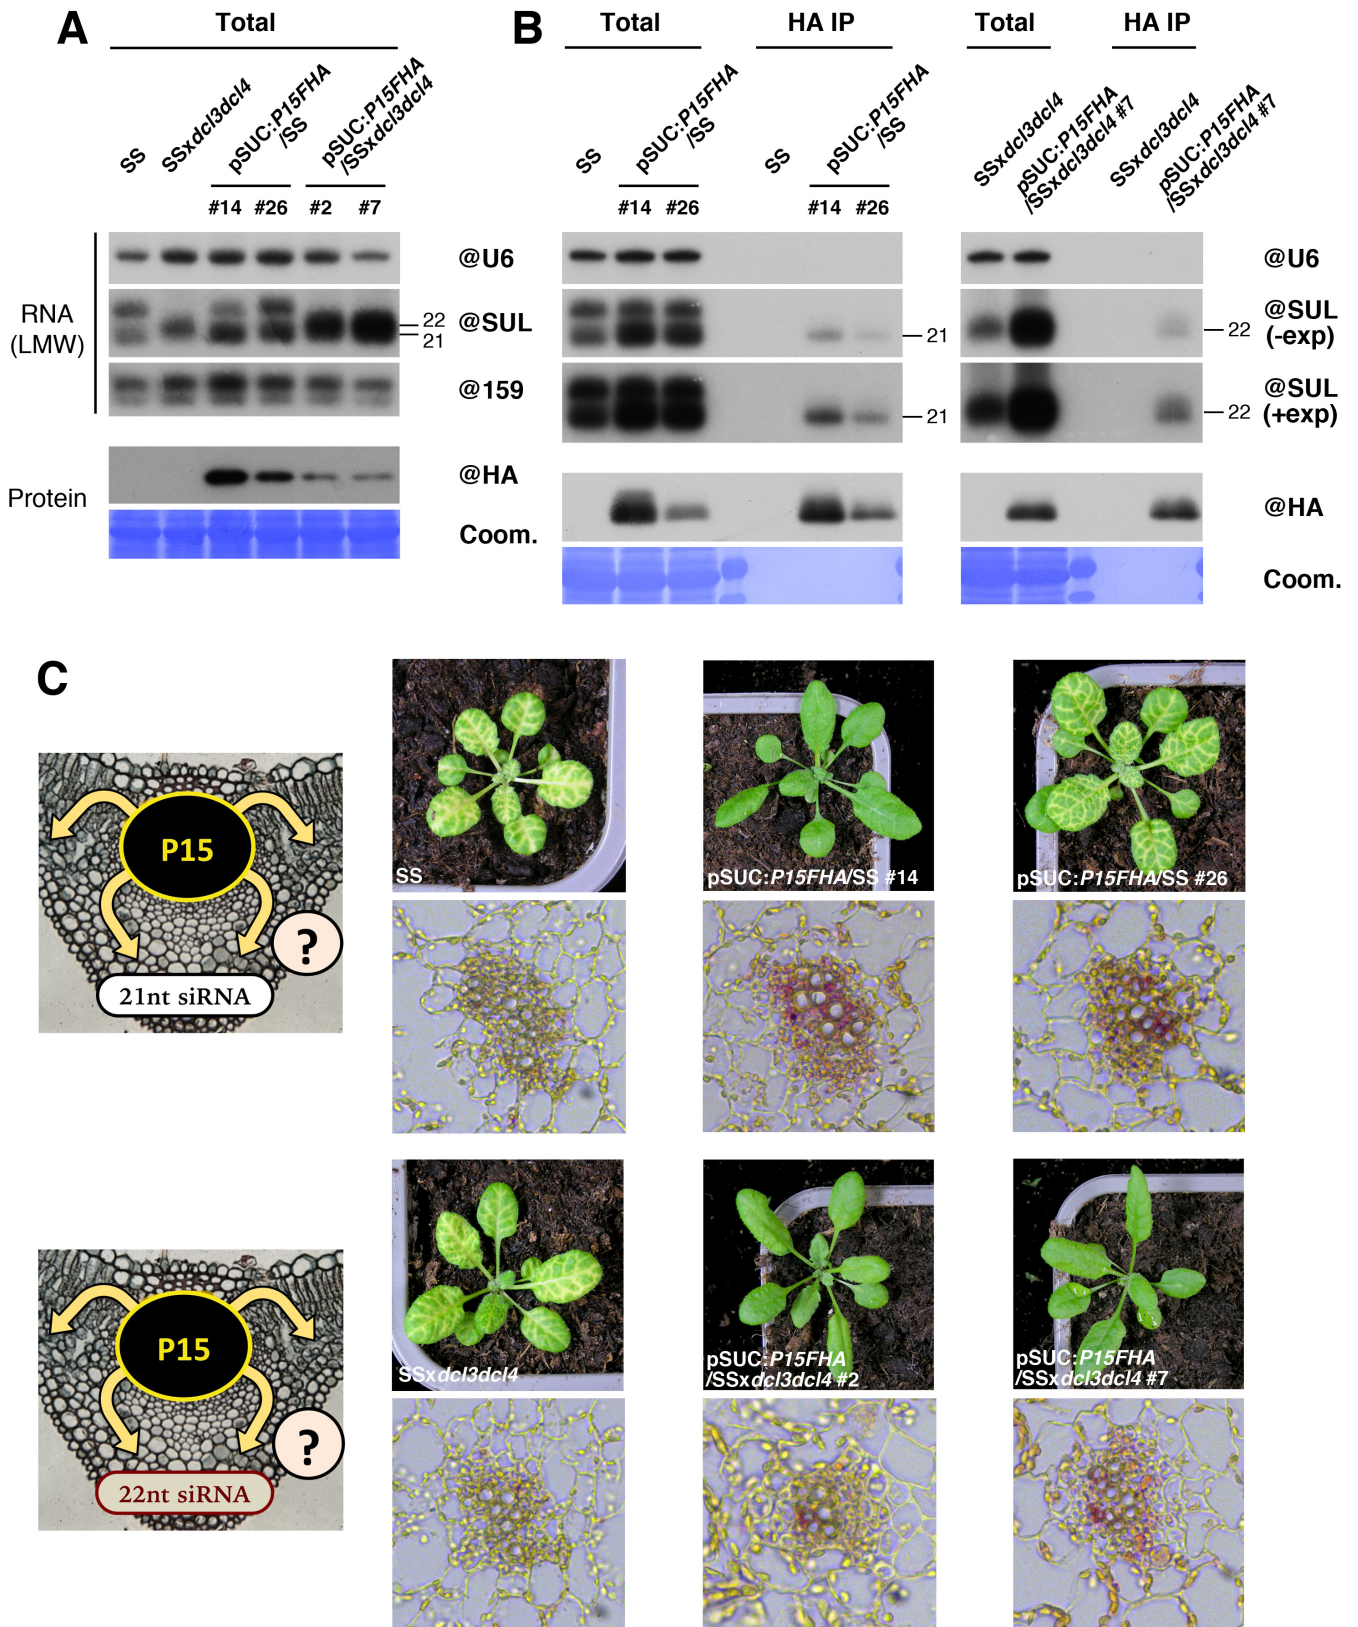 A
Total
SS
SSxdcl3dcl4
pSUC:P15FHA
/SS
pSUC:P15FHA
/SSxdcl3dcl4
#14 #26 #2 #7
RNA
(LMW)
@U6
@SUL
22
21
@159
Protein
@HA
Coom.
B
Total HA IP Total HA IP
SS
pSUC:P15FHA
/SS
SS
pSUC:P15FHA
/SS
SSxdcl3dcl4
pSUC:P15FHA
/SSxdcl3dcl4 #7
SSxdcl3dcl4
pSUC:P15FHA
/SSxdcl3dcl4 #7
#14 #26 #14 #26
@U6
21
22
@SUL
(-exp)
21
22
@SUL
(+exp)
@HA
Coom.
C
P15
?
21nt siRNA
SS
pSUC:P15FHA/SS #14
pSUC:P15FHA/SS #26
P15
?
22nt siRNA
SSxdcl3dcl4
pSUC:P15FHA
/SSxdcl3dcl4 #2
pSUC:P15FHA
/SSxdcl3dcl4 #7